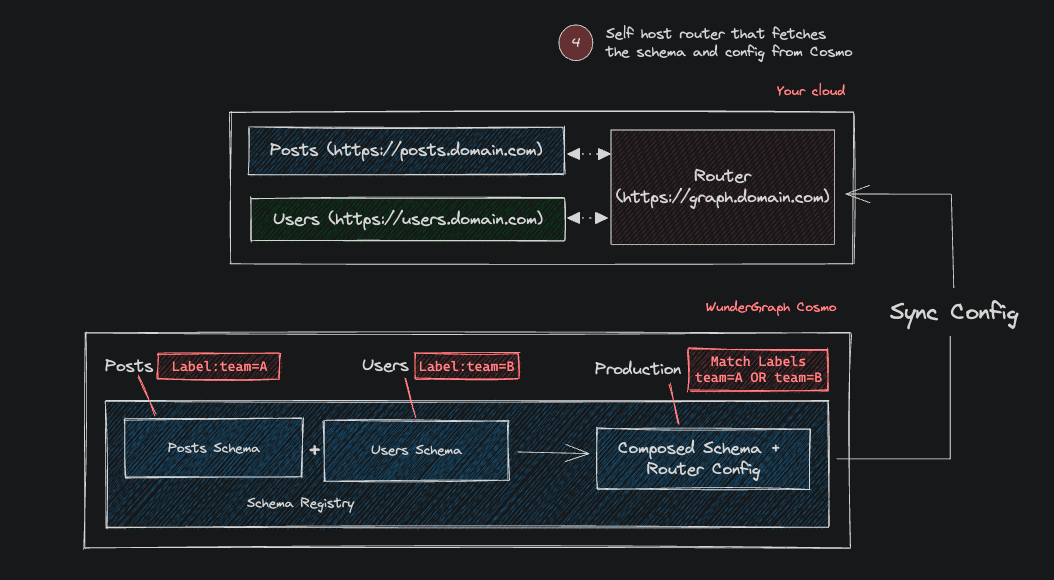 4
Self host router that fetches
the schema and config from Cosmo
Your cloud
Posts (https://posts.domain.com)
Router
(https://graph.domain.com)
Users (https://users.domain.com)
WunderGraph Cosmo
Sync Config
Posts
Label:team=A
Users
Label:team=B
Production
Match Labels
team=A OR team=B
Posts Schema
+
Users Schema
Composed Schema +
Router Config
Schema Registry